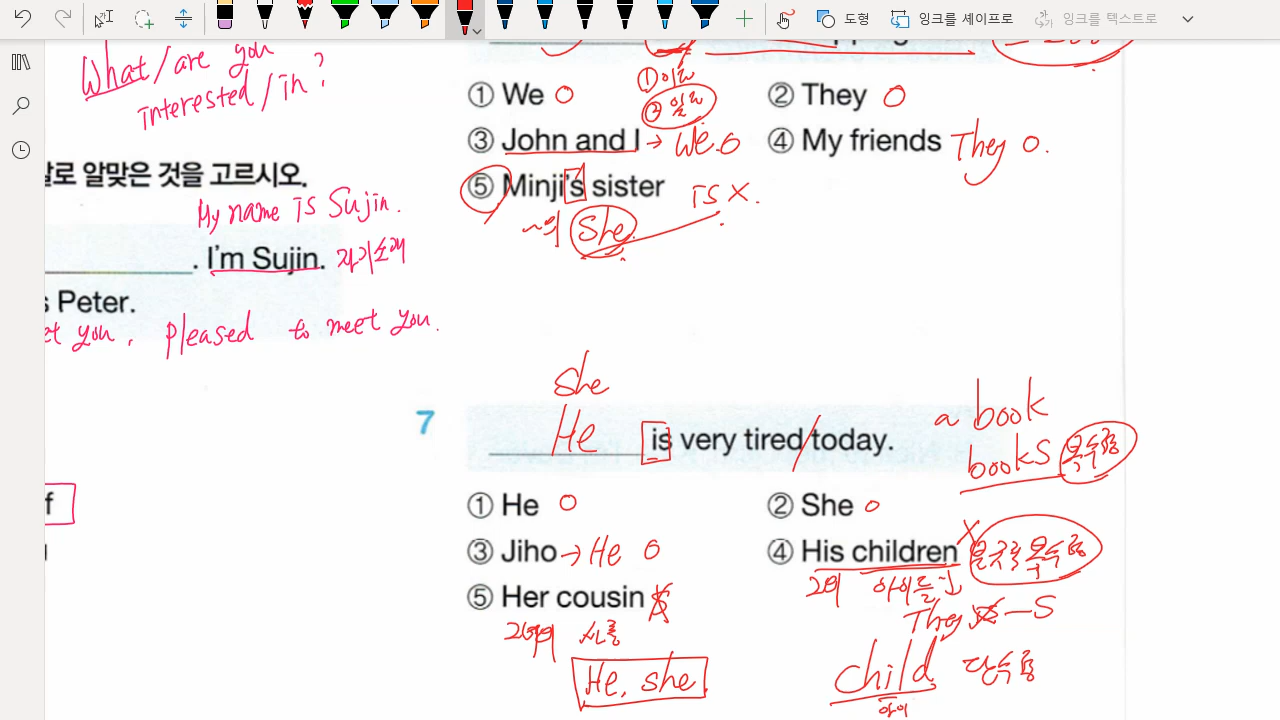 도형
잉크를 셰이프로
잉크를 텍스트로
What/are you
interested/in?
① We O
①이is
② They O
③ John and I → We. O
④ My friends They O.
⑤ Minji's sister is X.
~의 She
말로 알맞은 것을 고르시오.
My name is Sujin.
. I'm Sujin. 자기소개
s Peter.
et you, pleased to meet you.
she
7 He is very tired/today.
a book
books 복수형
① He O
② She O
③ Jiho → He O
④ His children X 불규칙 복수형
그의 아이들
⑤ Her cousin
They is -S
그녀의 사촌
He, she
child 단수형
아이
f